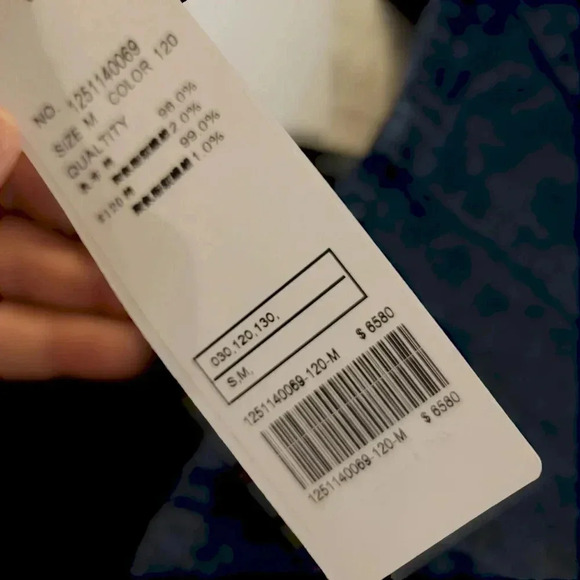 NO. 1251140069
SIZE M COLOR 120
QUALTITY
98.0%
2.0%
99.0%
1.0%
030,120,130,
S,M,
1251140069-120-M $ 6580
1251140069-120-M $ 6580